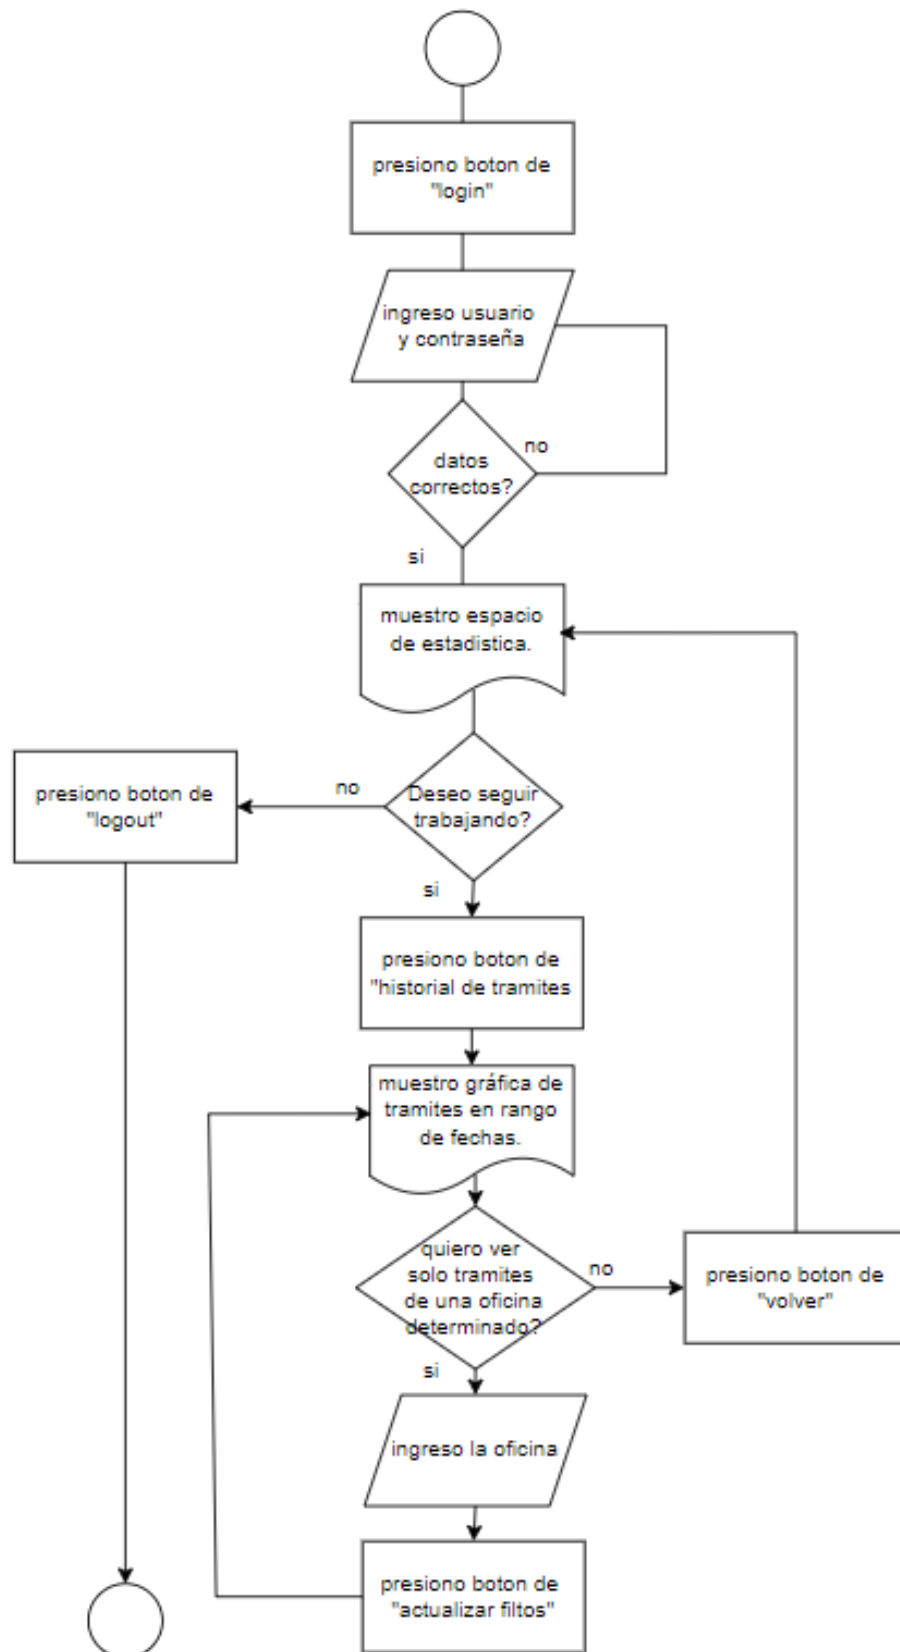 presiono boton de
"login"
ingreso usuario
y contraseña
datos
correctos?
no
si
muestro espacio
de estadistica.
Deseo seguir
trabajando?
no
presiono boton de
"logout"
si
presiono boton de
"historial de tramites
muestro gráfica de
tramites en rango
de fechas.
quiero ver
solo tramites
de una oficina
determinado?
no
presiono boton de
"volver"
si
ingreso la oficina
presiono boton de
"actualizar filtos"